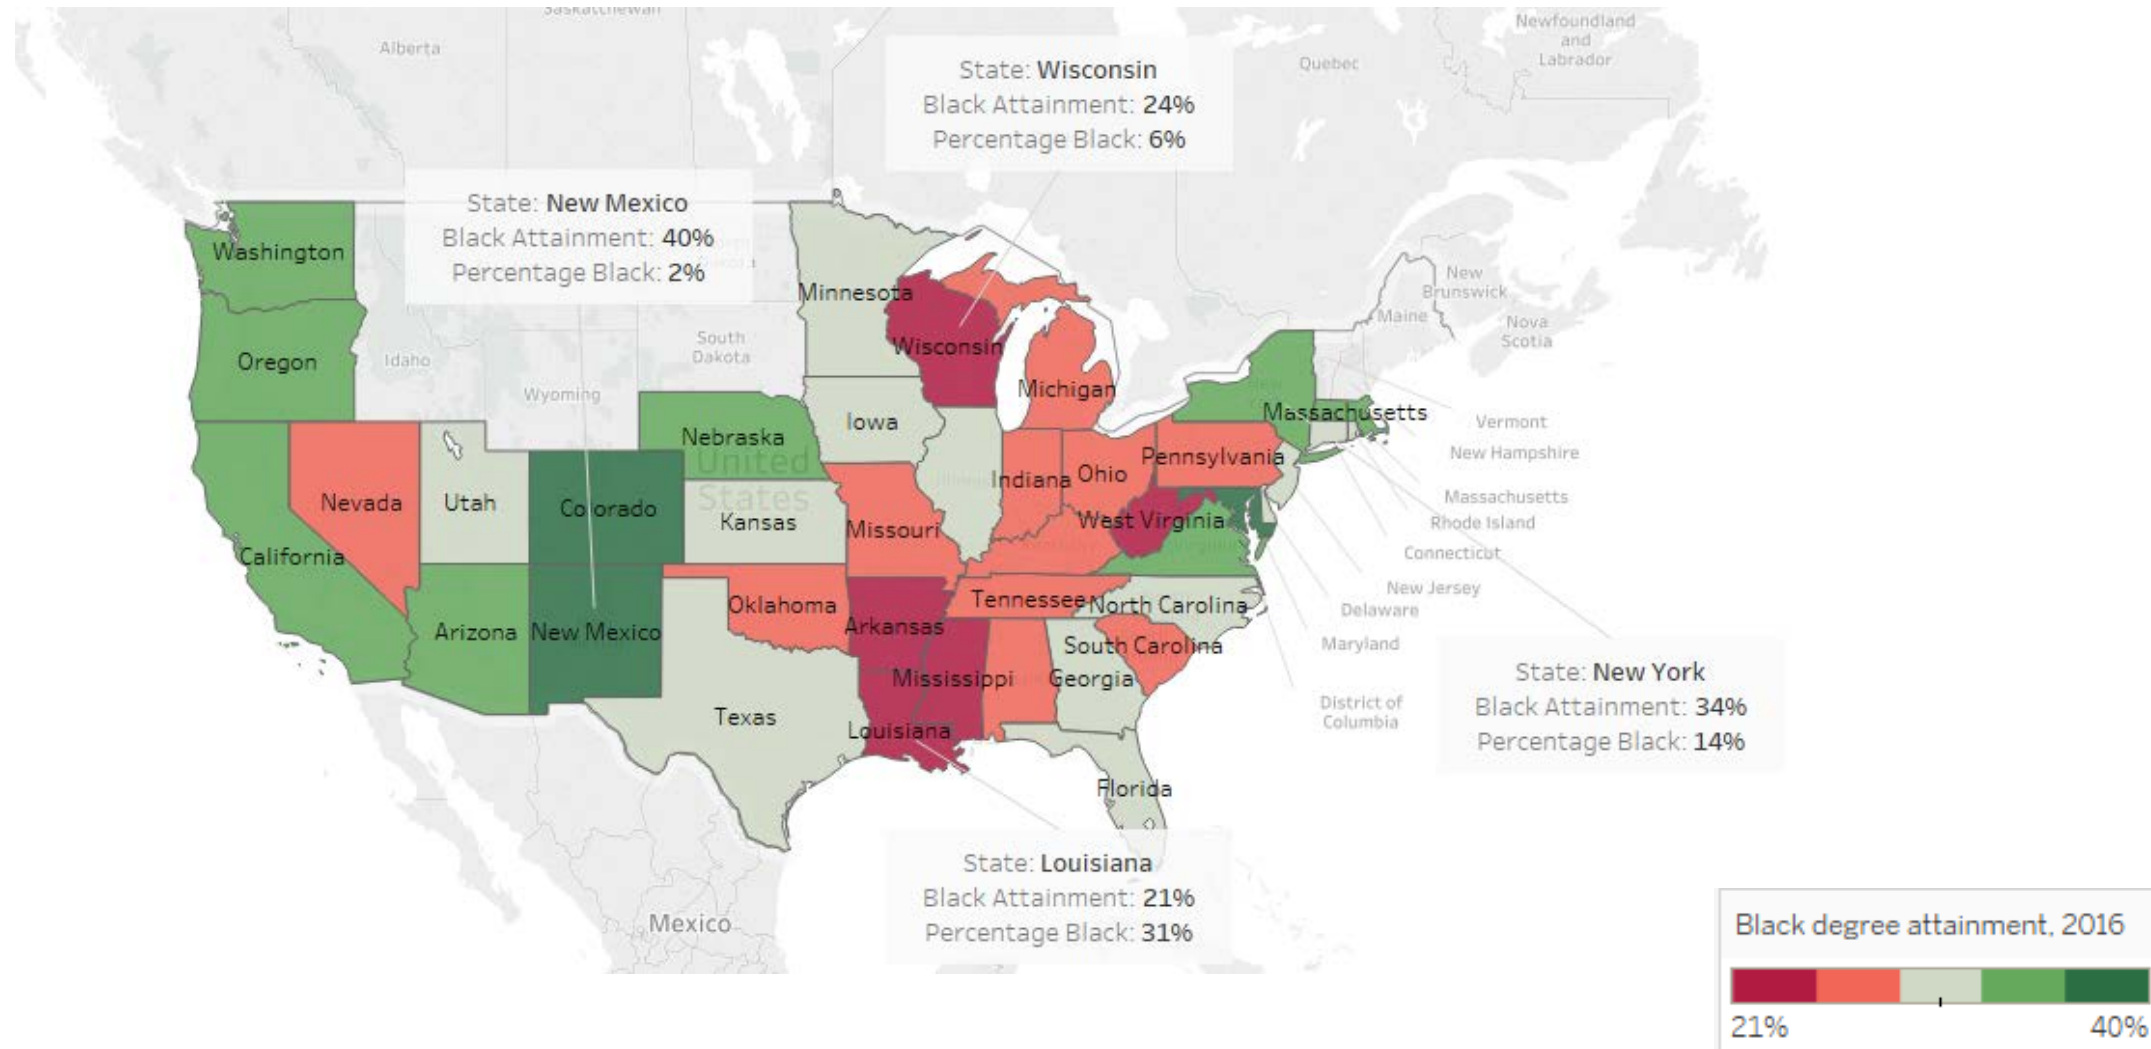 Saskatchewan
Alberta
Newfoundland
and
Labrador
Quebec
State: Wisconsin
Black Attainment: 24%
Percentage Black: 6%
State: New Mexico
Black Attainment: 40%
Percentage Black: 2%
Washington
Oregon
Idaho
Wyoming
South
Dakota
Minnesota
Wisconsin
Michigan
New
Brunswick
Maine
Nova
Scotia
Nebraska
Iowa
United
States
Massachusetts
Vermont
New Hampshire
Massachusetts
Rhode Island
Connecticut
New Jersey
Delaware
Maryland
District of
Columbia
Nevada
Utah
Colorado
Kansas
Missouri
Indiana
Ohio
Pennsylvania
West Virginia
California
Arizona
New Mexico
Oklahoma
Arkansas
Tennessee
North Carolina
South Carolina
Mississippi
Georgia
Texas
Louisiana
Florida
Mexico
State: New York
Black Attainment: 34%
Percentage Black: 14%
State: Louisiana
Black Attainment: 21%
Percentage Black: 31%
Black degree attainment, 2016
21%
40%